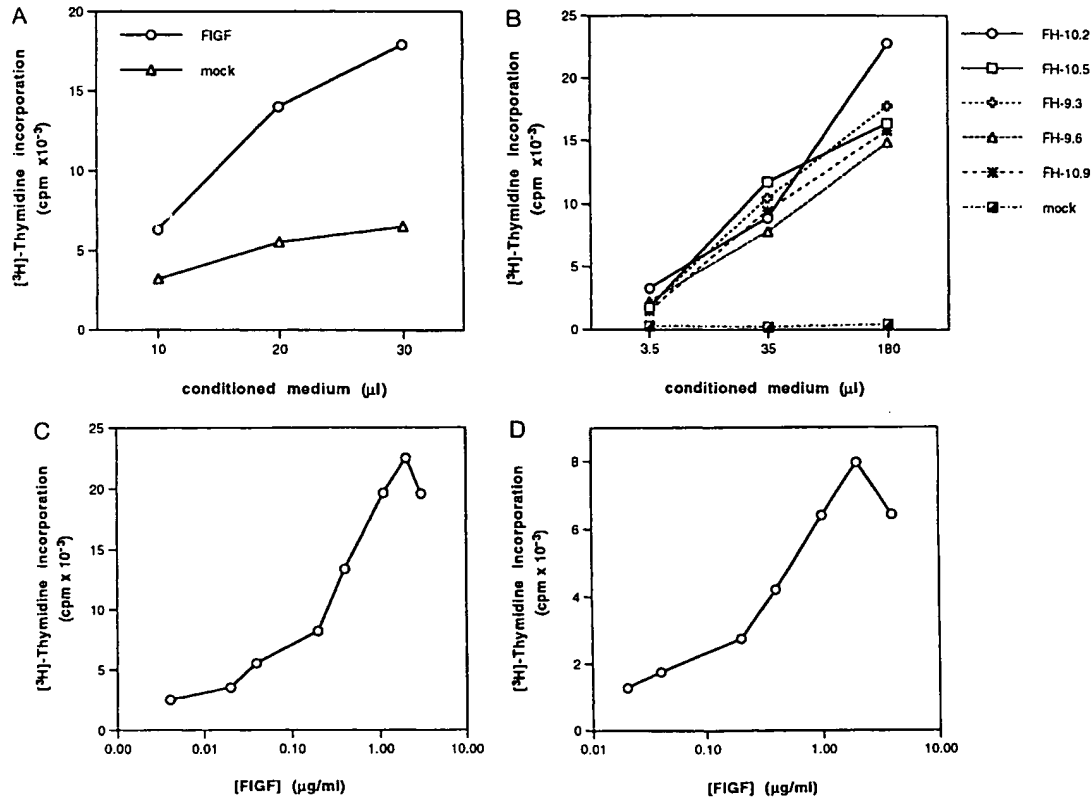 A
20
15
10
5
0
[³H]-Thymidine incorporation
(cpm x10⁻³)
FIGF
mock
10
20
30
conditioned medium (µl)
B
25
20
15
10
5
0
[³H]-Thymidine incorporation
(cpm x10⁻³)
3.5
35
180
conditioned medium (µl)
FH-10.2
FH-10.5
FH-9.3
FH-9.6
FH-10.9
mock
C
25
20
15
10
5
0
[³H]-Thymidine incorporation
(cpm x 10⁻³)
0.00
0.01
0.10
1.00
10.00
[FIGF] (µg/ml)
D
8
6
4
2
0
[³H]-Thymidine incorporation
(cpm x 10⁻³)
0.01
0.10
1.00
10.00
[FIGF] (µg/ml)